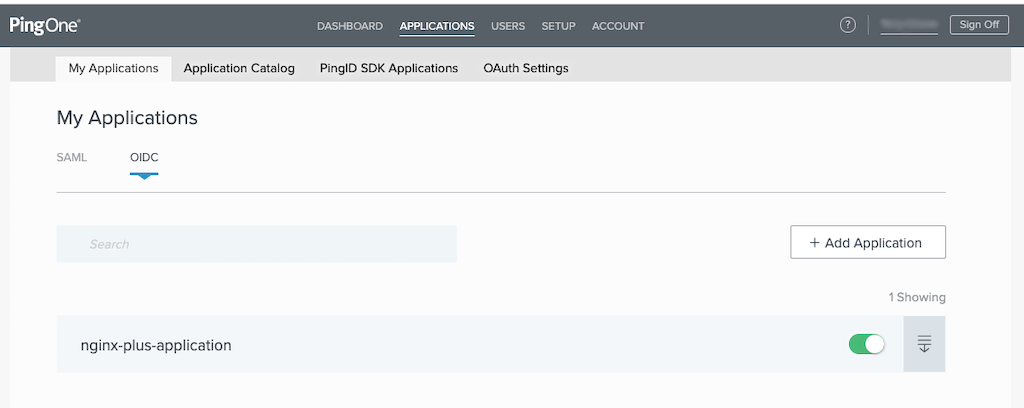 PingOne®
DASHBOARD APPLICATIONS USERS SETUP ACCOUNT ? Sign Off
My Applications Application Catalog PingID SDK Applications OAuth Settings
My Applications
SAML OIDC
Search
+ Add Application
1 Showing
nginx-plus-application